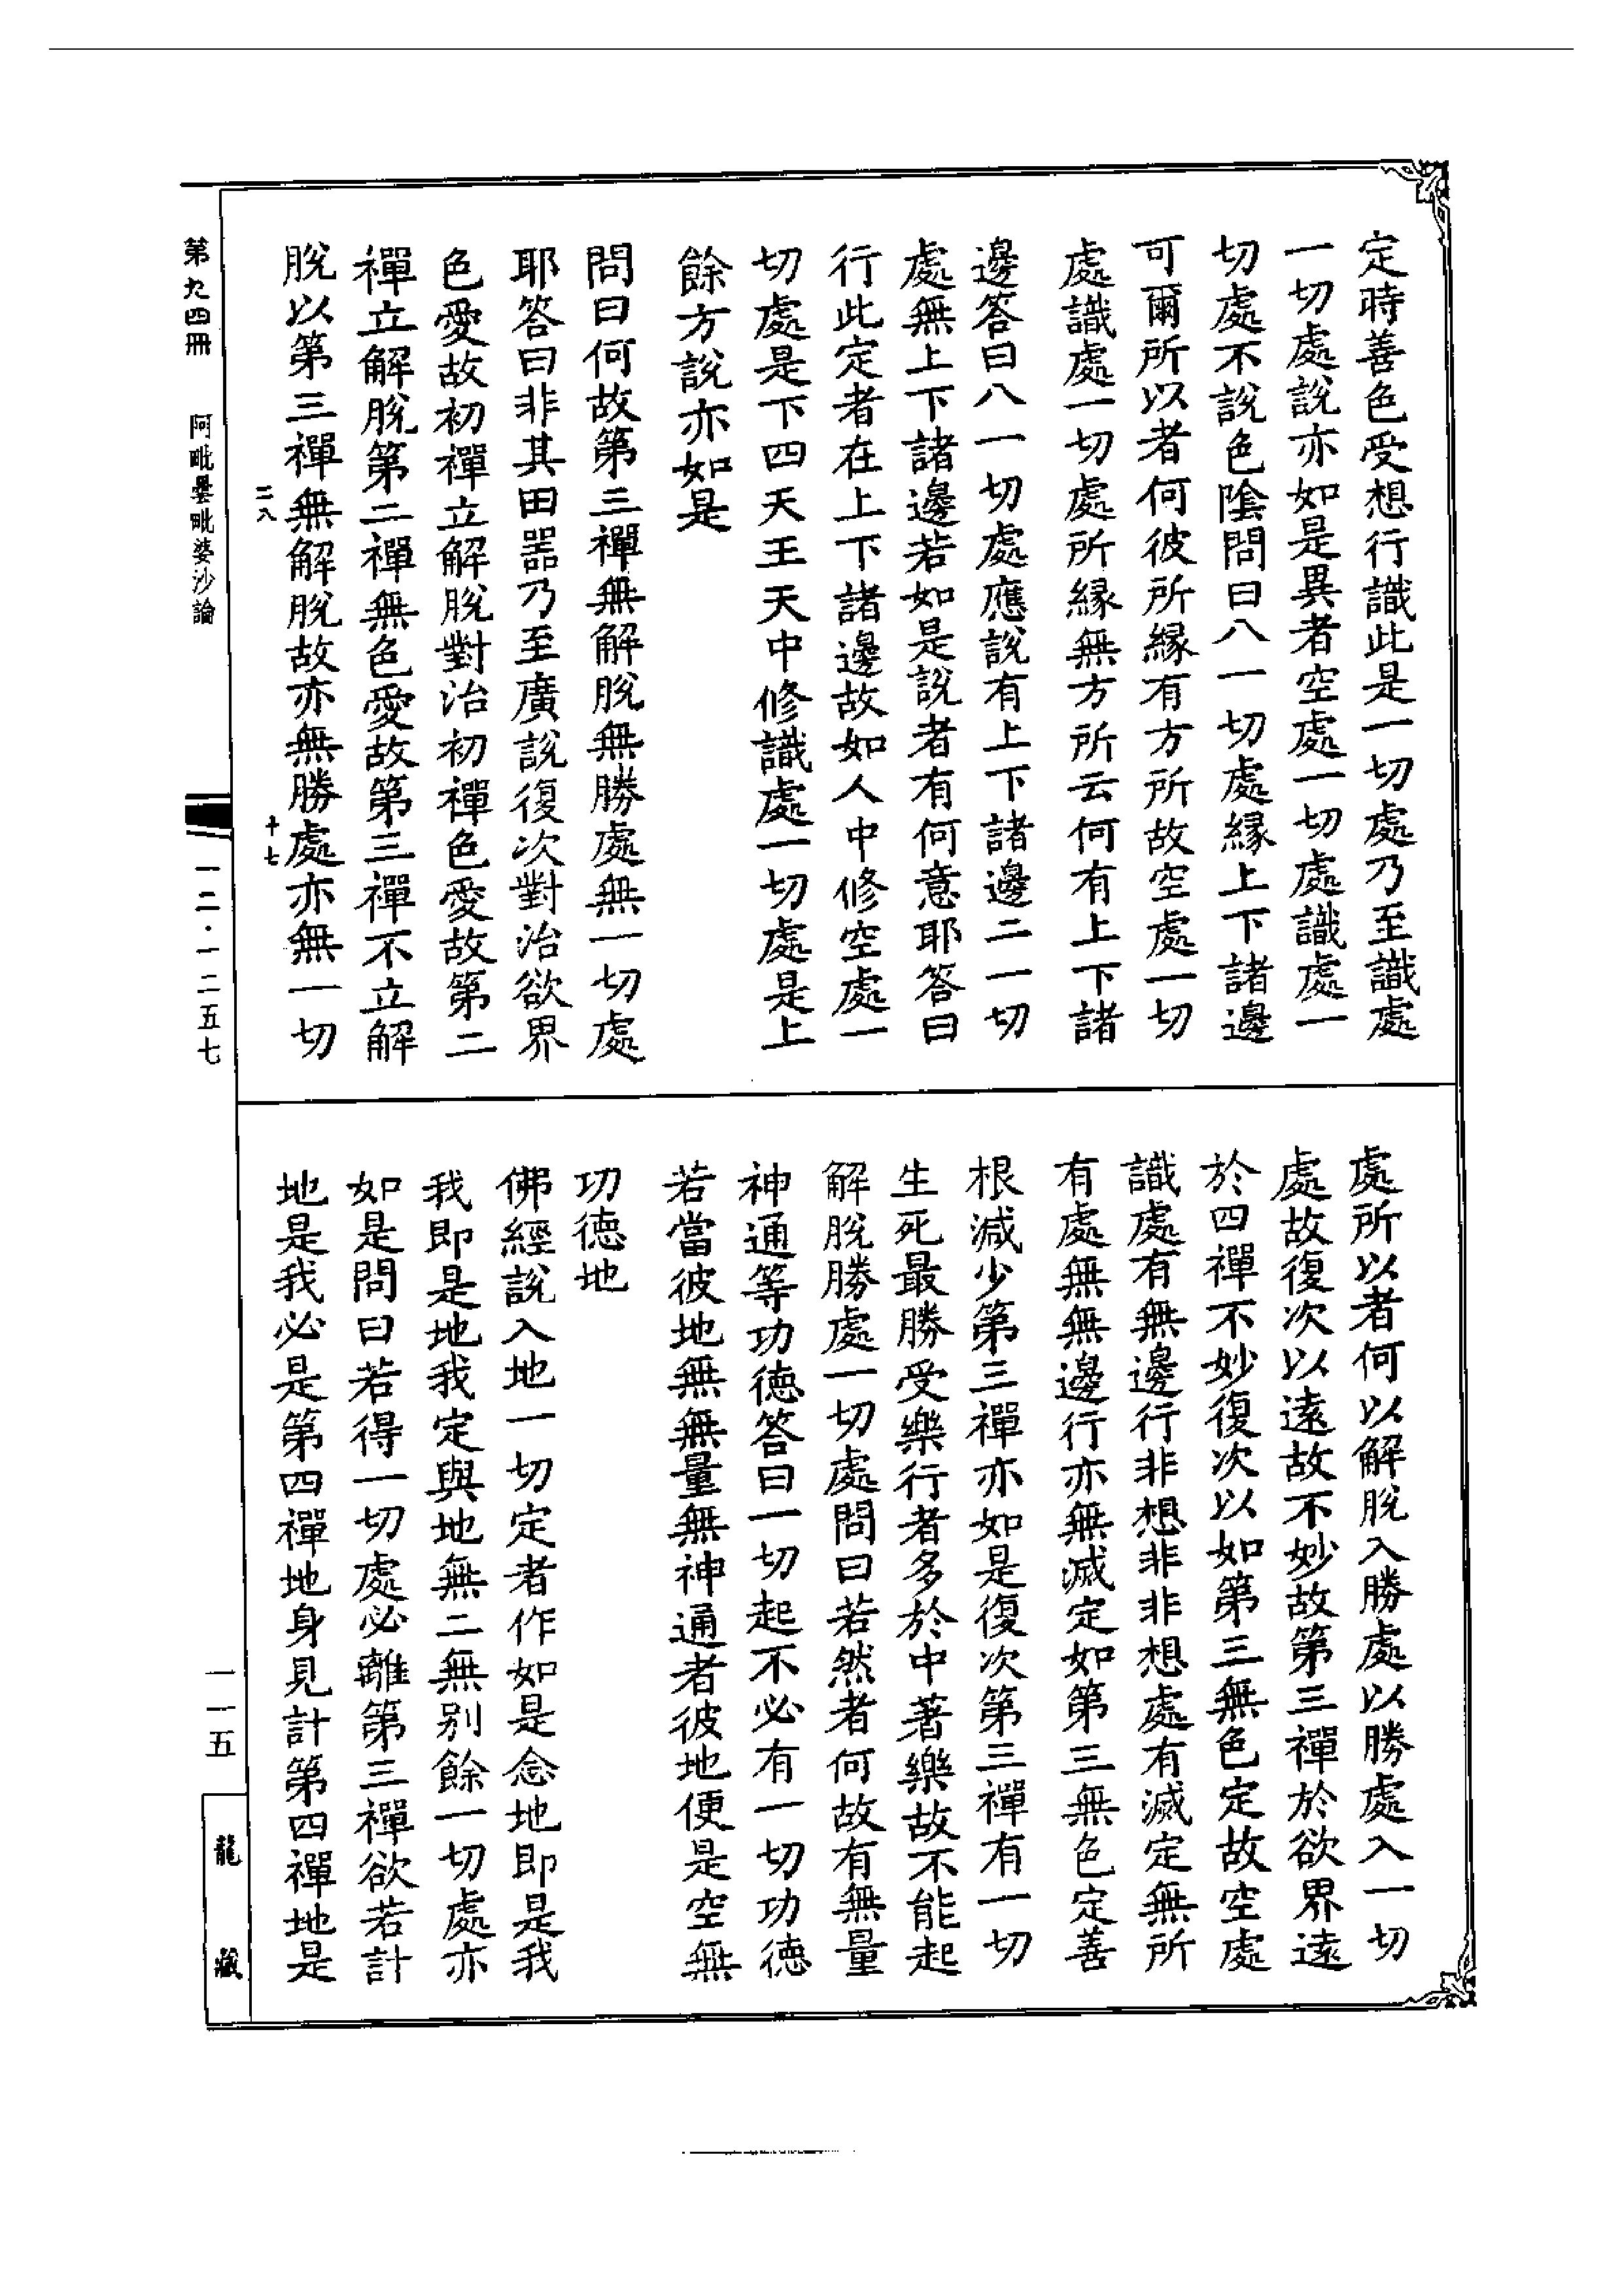 定時善色受想行識此是一切處乃至識處
一切處說亦如是異者空處一切處識處一
切處不說色陰問曰八一切處緣上下諸邊
可爾所以者何彼所緣有方所故空處一切
處識處一切處所緣無方所云何有上下諸
邊答曰八一切處應說有上下諸邊二一切
處無上下諸邊若如是說者有何意耶答曰
行此定者在上下諸邊故如人中修空處一
切處是下四天王天中修識處一切處是上
餘方說亦如是
問曰何故第三禪無解脫無勝處無一切處
耶答曰非其田器乃至廣說復次對治欲界
色愛故初禪立解脫對治初禪色愛故第二
禪立解脫第二禪無色愛故第三禪不立解
脫以第三禪無解脫故亦無勝處亦無一切
二八
十七
處所以者何以解脫入勝處以勝處入一切
處故復次以遠故不妙故第三禪於欲界遠
於四禪不妙復次以如第三無色定故空處
識處有無邊行非想非非想處有滅定無所
有處無無邊行亦無滅定如第三無色定善
根減少第三禪亦如是復次第三禪有一切
生死最勝受樂行者多於中著樂故不能起
解脫勝處一切處問曰若然者何故有無量
神通等功德答曰一切起不必有一切功德
若當彼地無無量無神通者彼地便是空無
功德地
佛經說入地一切定者作如是念地即是我
我即是地我定與地無二無別餘一切處亦
如是問曰若得一切處必離第三禪欲若計
地是我必是第四禪地身見計第四禪地是
第九四冊
阿毗曇毗婆沙論
一二·一二五七
一一五
龍藏